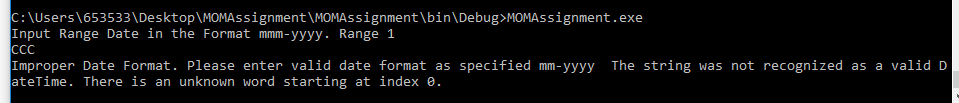 C:\Users\653533\Desktop\MOMAssignment\MOMAssignment\bin\Debug>MOMAssignment.exe
Input Range Date in the Format mmm-yyyy. Range 1
CCC
Improper Date Format. Please enter valid date format as specified mm-yyyy  The string was not recognized as a valid D
ateTime. There is an unknown word starting at index 0.